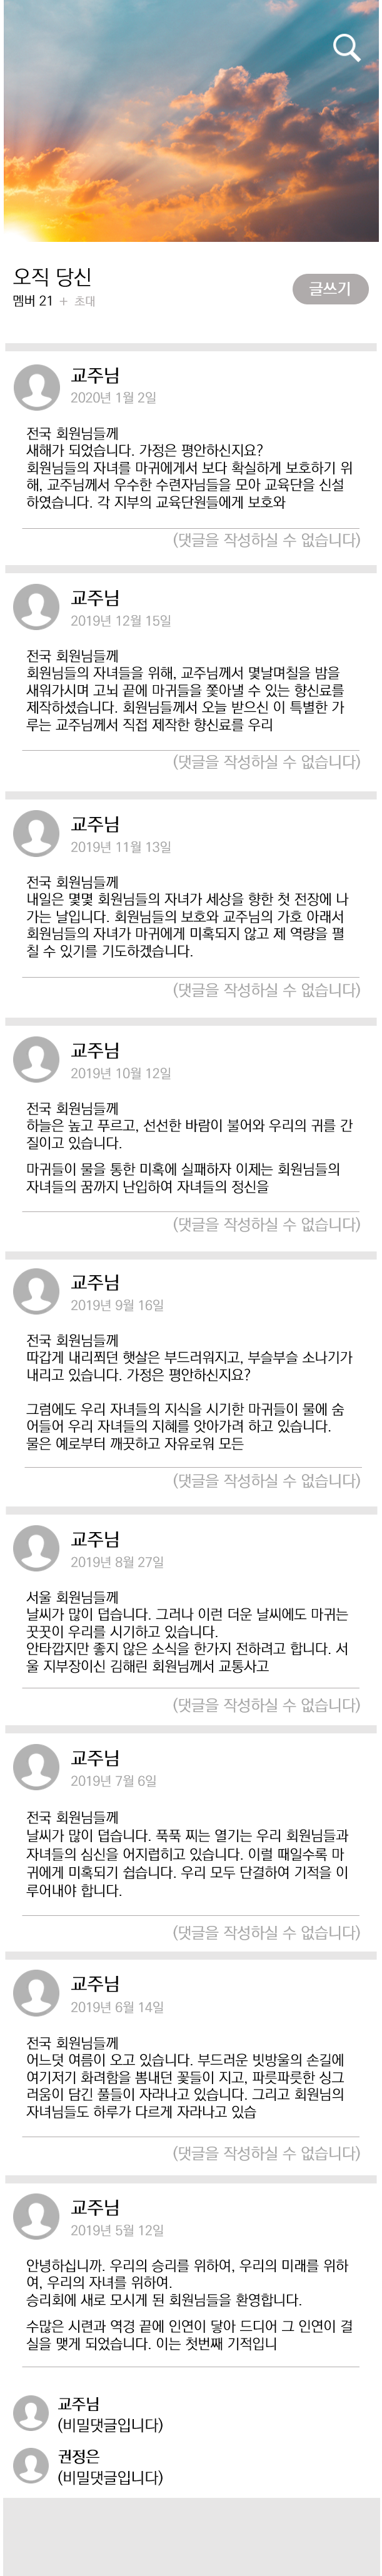 오직 당신
멤버 21 + 초대
글쓰기
교주님
2020년 1월 2일
전국 회원님들께
새해가 되었습니다. 가정은 평안하신지요?
회원님들의 자녀를 마귀에게서 보다 확실하게 보호하기 위
해, 교주님께서 우수한 수련자님들을 모아 교육단을 신설
하였습니다. 각 지부의 교육단원들에게 보호와
(댓글을 작성하실 수 없습니다)
교주님
2019년 12월 15일
전국 회원님들께
회원님들의 자녀들을 위해, 교주님께서 몇날며칠을 밤을
새워가시며 고뇌 끝에 마귀들을 쫓아낼 수 있는 향신료를
제작하셨습니다. 회원님들께서 오늘 받으신 이 특별한 가
루는 교주님께서 직접 제작한 향신료를 우리
(댓글을 작성하실 수 없습니다)
교주님
2019년 11월 13일
전국 회원님들께
내일은 몇몇 회원님들의 자녀가 세상을 향한 첫 전장에 나
가는 날입니다. 회원님들의 보호와 교주님의 가호 아래서
회원님들의 자녀가 마귀에게 미혹되지 않고 제 역량을 펼
칠 수 있기를 기도하겠습니다.
(댓글을 작성하실 수 없습니다)
교주님
2019년 10월 12일
전국 회원님들께
하늘은 높고 푸르고, 선선한 바람이 불어와 우리의 귀를 간
질이고 있습니다.
마귀들이 물을 통한 미혹에 실패하자 이제는 회원님들의
자녀들의 꿈까지 난입하여 자녀들의 정신을
(댓글을 작성하실 수 없습니다)
교주님
2019년 9월 16일
전국 회원님들께
따갑게 내리쬐던 햇살은 부드러워지고, 부슬부슬 소나기가
내리고 있습니다. 가정은 평안하신지요?
그럼에도 우리 자녀들의 지식을 시기한 마귀들이 물에 숨
어들어 우리 자녀들의 지혜를 앗아가려 하고 있습니다.
물은 예로부터 깨끗하고 자유로워 모든
(댓글을 작성하실 수 없습니다)
교주님
2019년 8월 27일
서울 회원님들께
날씨가 많이 덥습니다. 그러나 이런 더운 날씨에도 마귀는
꿋꿋이 우리를 시기하고 있습니다.
안타깝지만 좋지 않은 소식을 한가지 전하려고 합니다. 서
울 지부장이신 김해린 회원님께서 교통사고
(댓글을 작성하실 수 없습니다)
교주님
2019년 7월 6일
전국 회원님들께
날씨가 많이 덥습니다. 푹푹 찌는 열기는 우리 회원님들과
자녀들의 심신을 어지럽히고 있습니다. 이럴 때일수록 마
귀에게 미혹되기 쉽습니다. 우리 모두 단결하여 기적을 이
루어내야 합니다.
(댓글을 작성하실 수 없습니다)
교주님
2019년 6월 14일
전국 회원님들께
어느덧 여름이 오고 있습니다. 부드러운 빗방울의 손길에
여기저기 화려함을 뽐내던 꽃들이 지고, 파릇파릇한 싱그
러움이 담긴 풀들이 자라나고 있습니다. 그리고 회원님의
자녀님들도 하루가 다르게 자라나고 있습
(댓글을 작성하실 수 없습니다)
교주님
2019년 5월 12일
안녕하십니까. 우리의 승리를 위하여, 우리의 미래를 위하
여, 우리의 자녀를 위하여.
승리회에 새로 모시게 된 회원님들을 환영합니다.
수많은 시련과 역경 끝에 인연이 닿아 드디어 그 인연이 결
실을 맺게 되었습니다. 이는 첫번째 기적입니
교주님
(비밀댓글입니다)
권정은
(비밀댓글입니다)